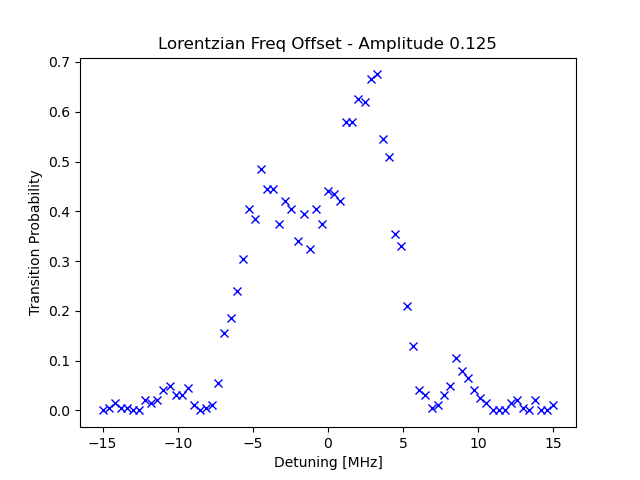 Lorentzian Freq Offset - Amplitude 0.125
0.7
0.6
0.5
0.4
0.3
0.2
0.1
0.0
Transition Probability
−15 −10 −5 0 5 10 15
Detuning [MHz]